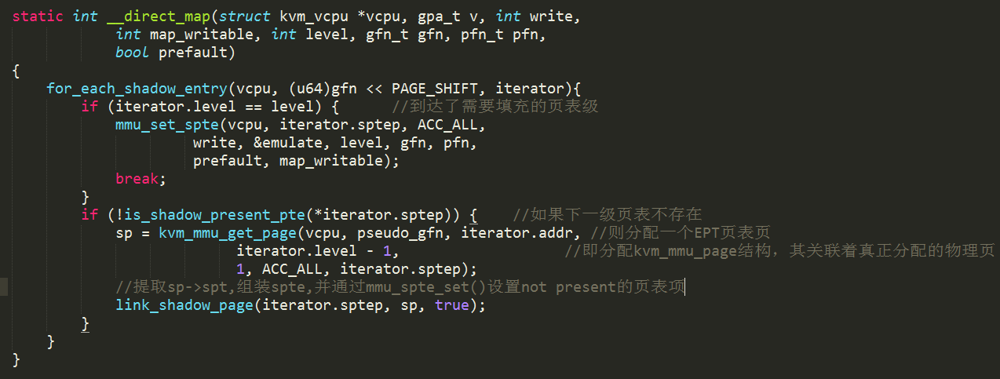 static int __direct_map(struct kvm_vcpu *vcpu, gpa_t v, int write,
int map_writable, int level, gfn_t gfn, pfn_t pfn,
bool prefault)
{
for_each_shadow_entry(vcpu, (u64)gfn << PAGE_SHIFT, iterator){
if (iterator.level == level) { //到达了需要填充的页表级
mmu_set_spte(vcpu, iterator.sptep, ACC_ALL,
write, &emulate, level, gfn, pfn,
prefault, map_writable);
break;
}
if (!is_shadow_present_pte(*iterator.sptep)) { //如果下一级页表不存在
sp = kvm_mmu_get_page(vcpu, pseudo_gfn, iterator.addr, //则分配一个EPT页表页
iterator.level - 1, //即分配kvm_mmu_page结构，其关联着真正分配的物理页
1, ACC_ALL, iterator.sptep);
//提取sp->spt,组装spte,并通过mmu_spte_set()设置not present的页表项
link_shadow_page(iterator.sptep, sp, true);
}
}
}